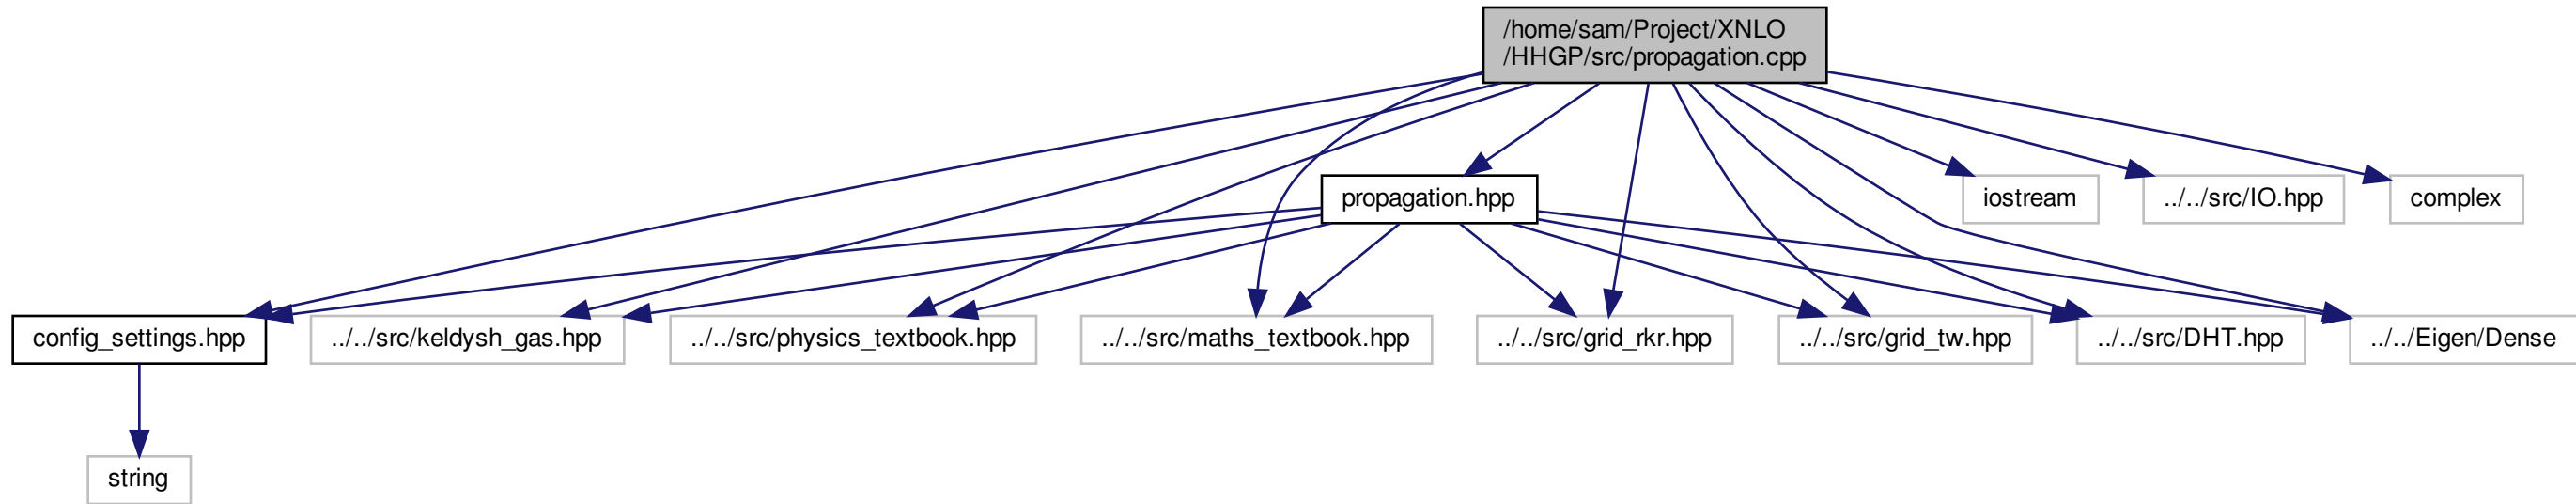 /home/sam/Project/XNLO
/HHGP/src/propagation.cpp
propagation.hpp
iostream
../../src/IO.hpp
complex
config_settings.hpp
../../src/keldysh_gas.hpp
../../src/physics_textbook.hpp
../../src/maths_textbook.hpp
../../src/grid_rkr.hpp
../../src/grid_tw.hpp
../../src/DHT.hpp
../../Eigen/Dense
string